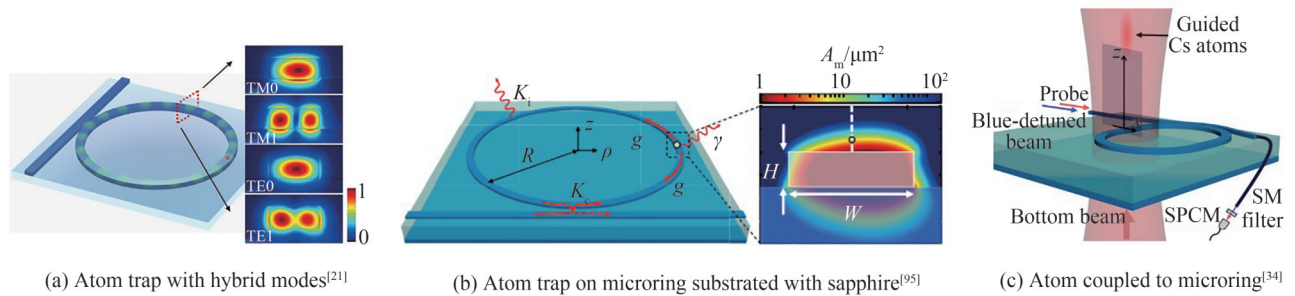 TM0
TM1
TE0
TE1
1
0
(a) Atom trap with hybrid modes[21]
K_i
z
ρ
R
g
γ
g
K_c
A_m/μm²
1
10
10²
H
W
(b) Atom trap on microring substrated with sapphire[95]
Guided
Cs atoms
z
Probe
Blue-detuned
beam
Bottom beam
SPCM
SM
filter
(c) Atom coupled to microring[34]